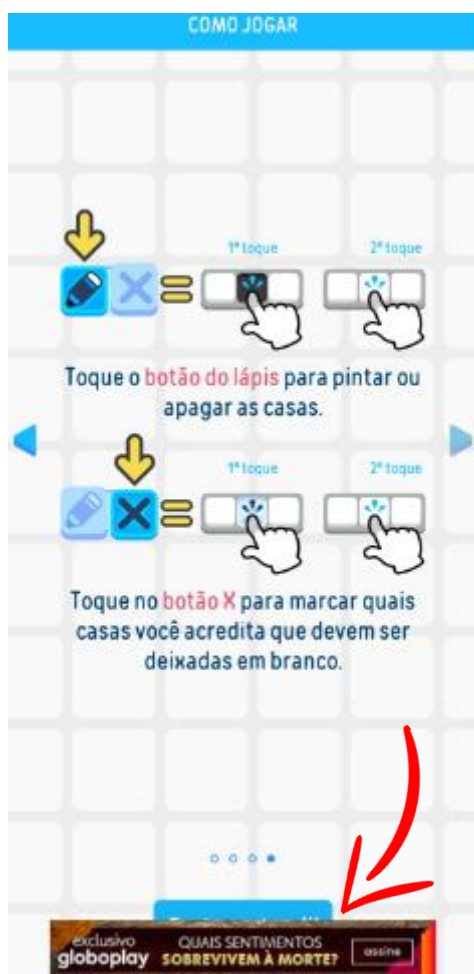 COMO JOGAR
1º toque
2º toque
Toque o botão do lápis para pintar ou
apagar as casas.
1º toque
2º toque
Toque no botão X para marcar quais
casas você acredita que devem ser
deixadas em branco.
exclusivo
globoplay
QUAIS SENTIMENTOS
SOBREVIVEM À MORTE?
assine